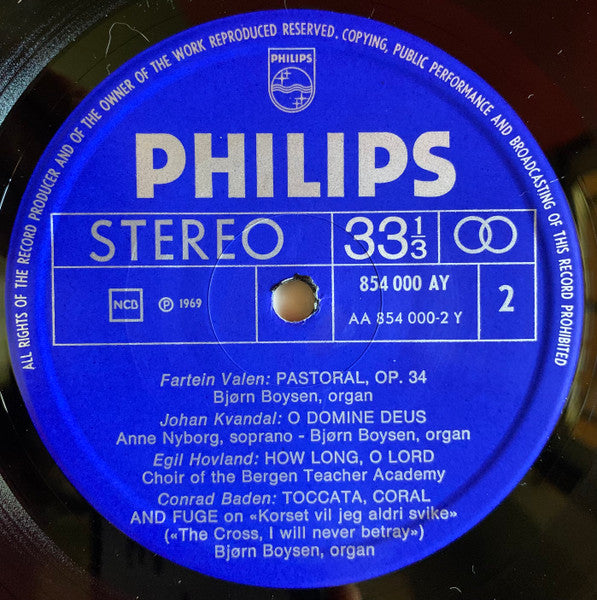 ALL RIGHTS OF THE RECORD PRODUCER AND OF THE OWNER OF THE WORK REPRODUCED RESERVED. COPYING, PUBLIC PERFORMANCE AND BROADCASTING OF THIS RECORD PROHIBITED
PHILIPS
PHILIPS
STEREO 33⅓
854 000 AY
NCB ℗ 1969 AA 854 000-2 Y 2
Fartein Valen: PASTORAL, OP. 34
Bjørn Boysen, organ
Johan Kvandal: O DOMINE DEUS
Anne Nyborg, soprano - Bjørn Boysen, organ
Egil Hovland: HOW LONG, O LORD
Choir of the Bergen Teacher Academy
Conrad Baden: TOCCATA, CORAL
AND FUGE on «Korset vil jeg aldri svike»
(«The Cross, I will never betray»)
Bjørn Boysen, organ